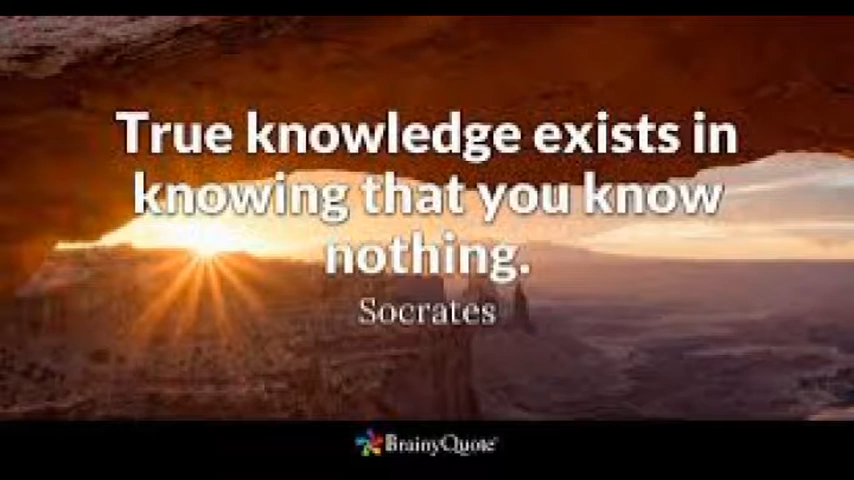 True knowledge exists in
knowing that you know
nothing.
Socrates
BrainyQuote